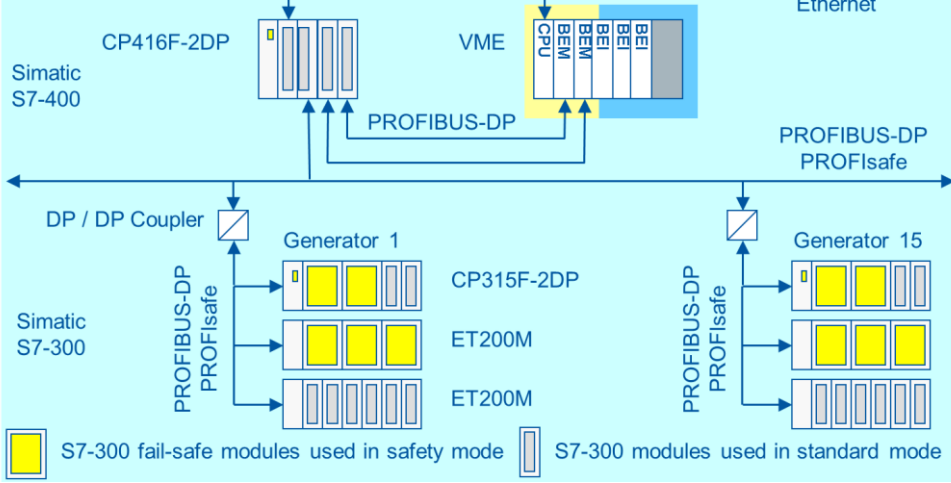 Ethernet
CP416F-2DP
VME
CPU
BEM
BEM
BEI
BEI
BEI
Simatic
S7-400
PROFIBUS-DP
PROFIBUS-DP
PROFIsafe
DP / DP Coupler
Generator 1
Generator 15
CP315F-2DP
PROFIBUS-DP
PROFIsafe
PROFIBUS-DP
PROFIsafe
Simatic
S7-300
ET200M
ET200M
S7-300 fail-safe modules used in safety mode
S7-300 modules used in standard mode